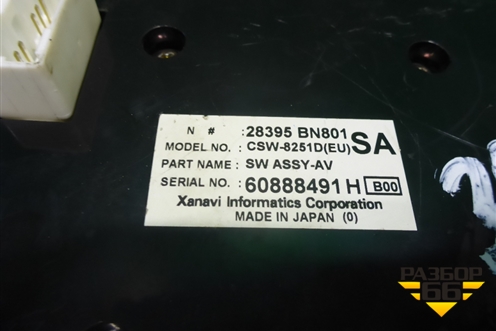 N # : 28395 BN801 SA
MODEL NO. : CSW-8251D(EU)
PART NAME : SW ASSY-AV
SERIAL NO. : 60888491 H B00
Xanavi Informatics Corporation
MADE IN JAPAN (0)
РАЗБОР
66